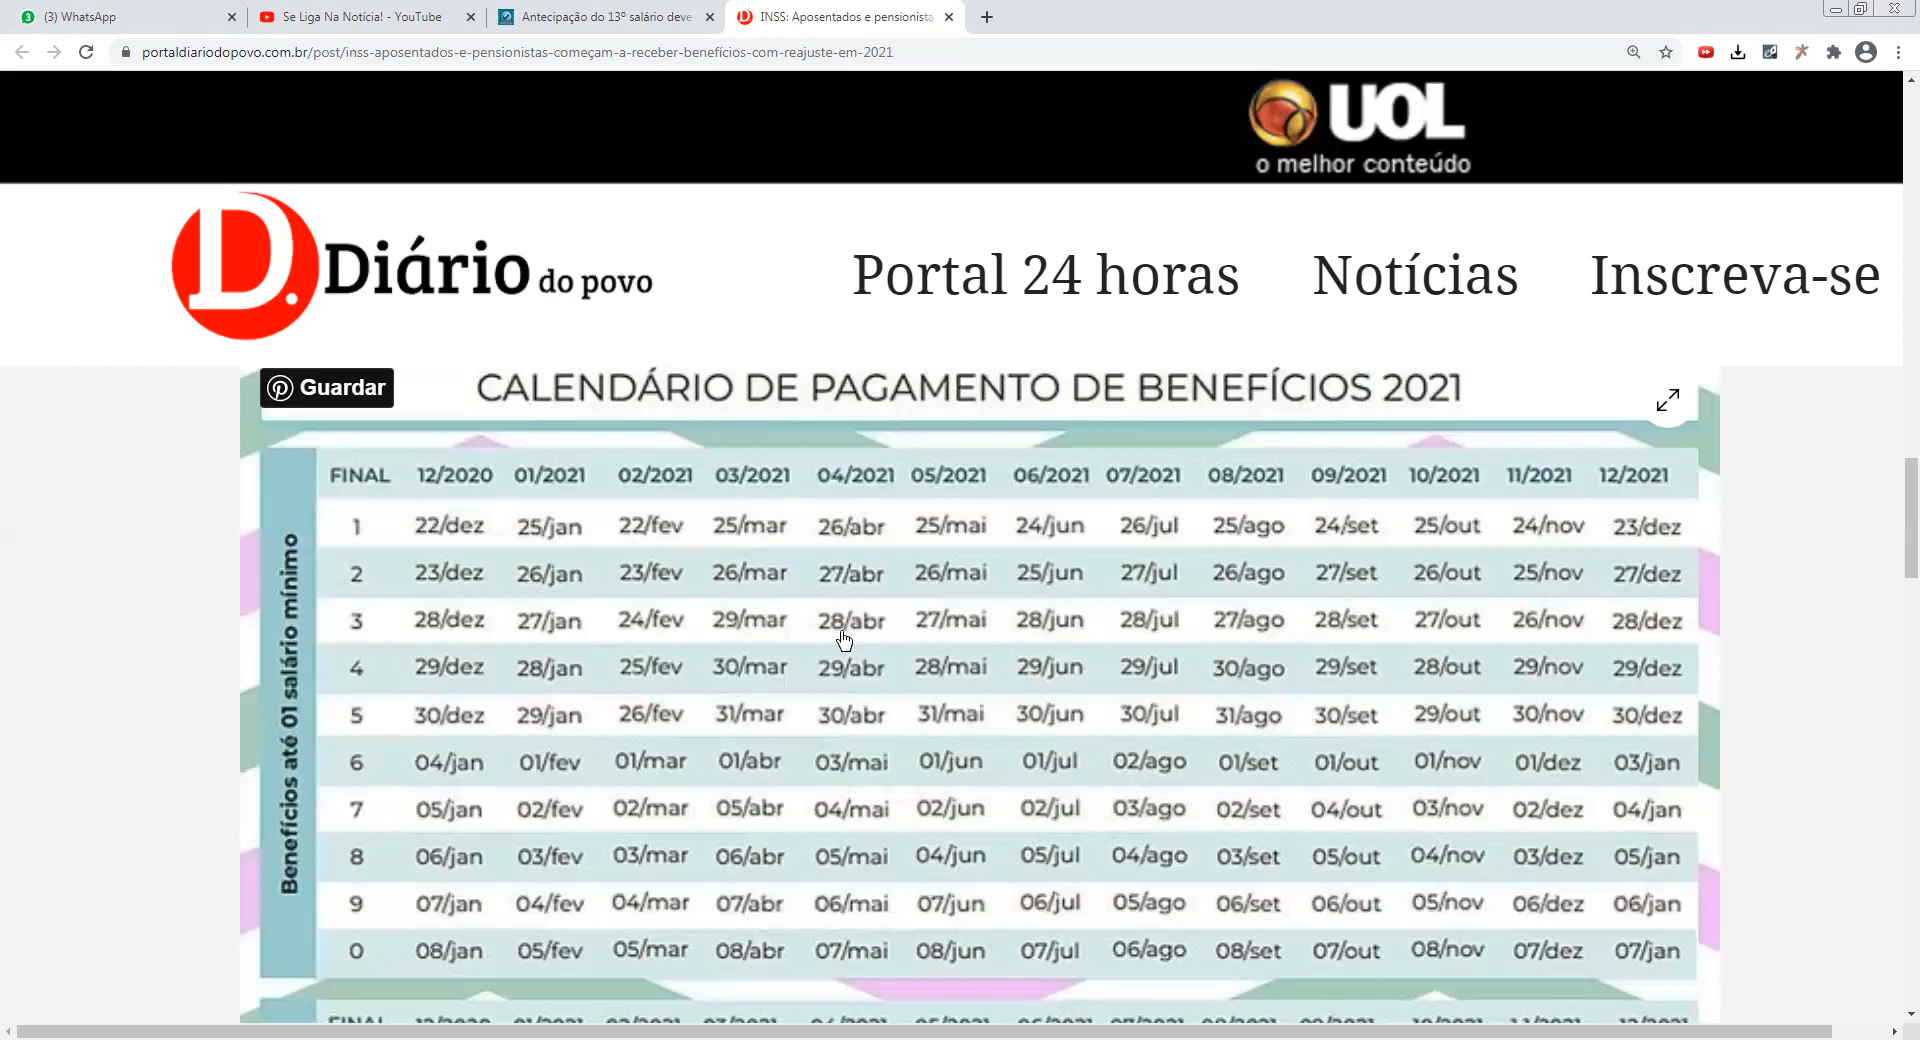 (3) WhatsApp
Se Liga Na Notícia! - YouTube
Antecipação do 13º salário deve
INSS: Aposentados e pensionista
portaldiariodopovo.com.br/post/inss-aposentados-e-pensionistas-começam-a-receber-benefícios-com-reajuste-em-2021
UOL
o melhor conteúdo
D. Diário do povo
Portal 24 horas Notícias Inscreva-se
Guardar
CALENDÁRIO DE PAGAMENTO DE BENEFÍCIOS 2021
Benefícios até 01 salário mínimo
FINAL 12/2020 01/2021 02/2021 03/2021 04/2021 05/2021 06/2021 07/2021 08/2021 09/2021 10/2021 11/2021 12/2021
1 22/dez 25/jan 22/fev 25/mar 26/abr 25/mai 24/jun 26/jul 25/ago 24/set 25/out 24/nov 23/dez
2 23/dez 26/jan 23/fev 26/mar 27/abr 26/mai 25/jun 27/jul 26/ago 27/set 26/out 25/nov 27/dez
3 28/dez 27/jan 24/fev 29/mar 28/abr 27/mai 28/jun 28/jul 27/ago 28/set 27/out 26/nov 28/dez
4 29/dez 28/jan 25/fev 30/mar 29/abr 28/mai 29/jun 29/jul 30/ago 29/set 28/out 29/nov 29/dez
5 30/dez 29/jan 26/fev 31/mar 30/abr 31/mai 30/jun 30/jul 31/ago 30/set 29/out 30/nov 30/dez
6 04/jan 01/fev 01/mar 01/abr 03/mai 01/jun 01/jul 02/ago 01/set 01/out 01/nov 01/dez 03/jan
7 05/jan 02/fev 02/mar 05/abr 04/mai 02/jun 02/jul 03/ago 02/set 04/out 03/nov 02/dez 04/jan
8 06/jan 03/fev 03/mar 06/abr 05/mai 04/jun 05/jul 04/ago 03/set 05/out 04/nov 03/dez 05/jan
9 07/jan 04/fev 04/mar 07/abr 06/mai 07/jun 06/jul 05/ago 06/set 06/out 05/nov 06/dez 06/jan
0 08/jan 05/fev 05/mar 08/abr 07/mai 08/jun 07/jul 06/ago 08/set 07/out 08/nov 07/dez 07/jan